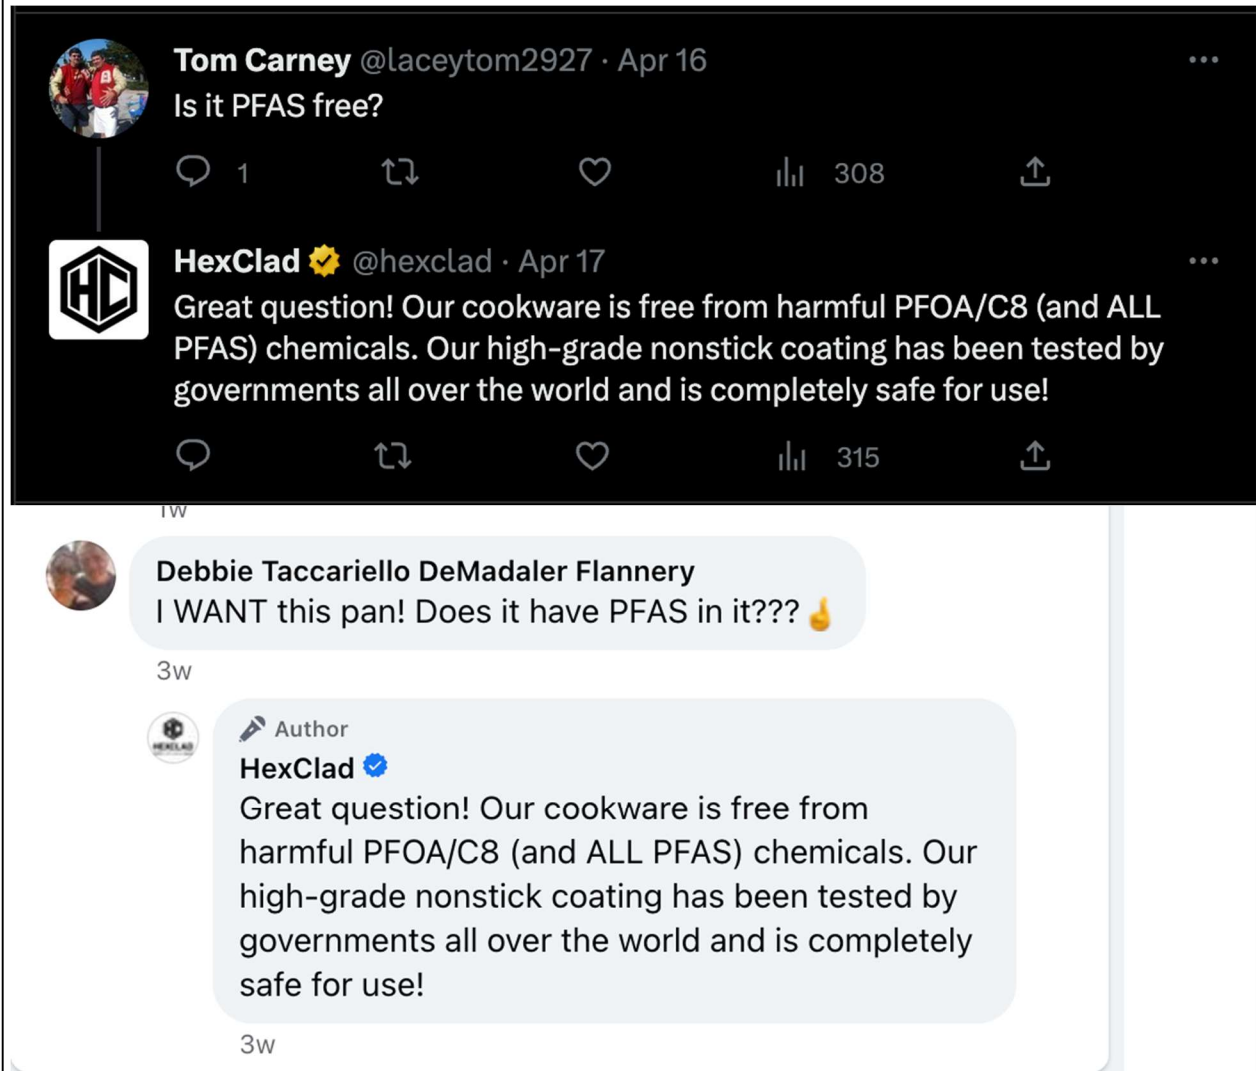 Tom Carney @laceytom2927 · Apr 16
Is it PFAS free?
1 308
HC
HexClad @hexclad · Apr 17
Great question! Our cookware is free from harmful PFOA/C8 (and ALL
PFAS) chemicals. Our high-grade nonstick coating has been tested by
governments all over the world and is completely safe for use!
315
1w
Debbie Taccariello DeMadaler Flannery
I WANT this pan! Does it have PFAS in it???🤞
3w
Author
HC
HEXCLAD
HexClad
Great question! Our cookware is free from
harmful PFOA/C8 (and ALL PFAS) chemicals. Our
high-grade nonstick coating has been tested by
governments all over the world and is completely
safe for use!
3w